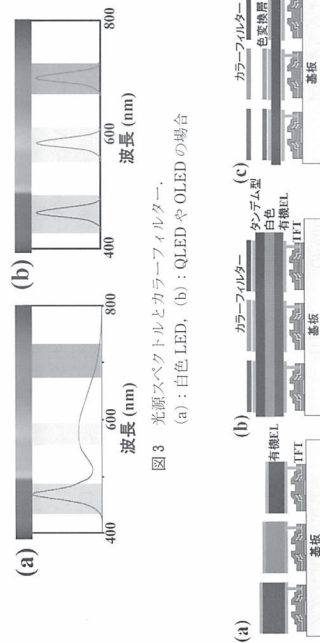 (a)
400
600
800
波長 (nm)
(b)
400
600
800
波長 (nm)
図 3 光源スペクトルとカラーフィルター.
(a)：白色 LED, (b)：QLED や OLED の場合
(a)
有機EL
TFT
基板
(b)
カラーフィルター
タンデム型
白色
有機EL
TFT
基板
(c)
カラーフィルター
色変換層
基板